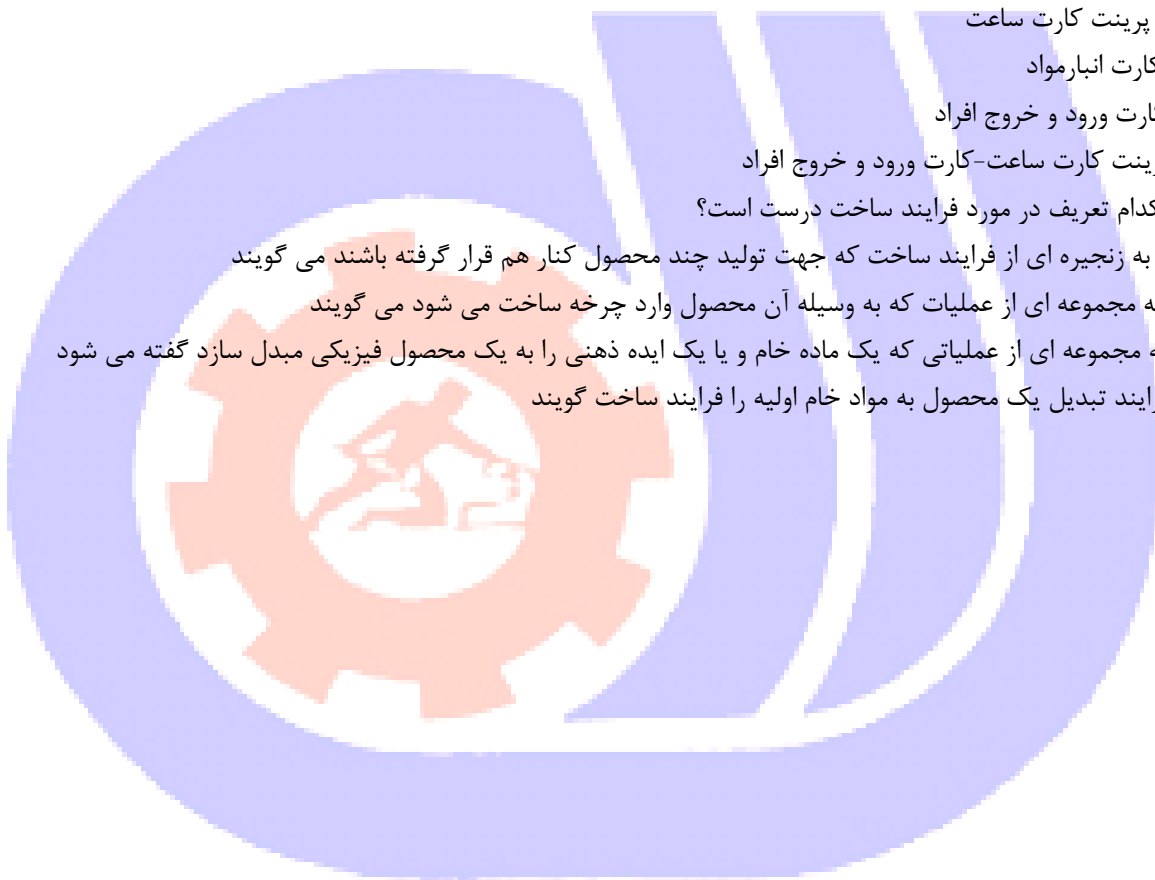 پرینت کارت ساعت
کارت انبارمواد
کارت ورود و خروج افراد
پرینت کارت ساعت-کارت ورود و خروج افراد
کدام تعریف در مورد فرایند ساخت درست است؟
به زنجیره ای از فرایند ساخت که جهت تولید چند محصول کنار هم قرار گرفته باشند می گویند
به مجموعه ای از عملیات که به وسیله آن محصول وارد چرخه ساخت می شود می گویند
به مجموعه ای از عملیاتی که یک ماده خام و یا یک ایده ذهنی را به یک محصول فیزیکی مبدل سازد گفته می شود
فرایند تبدیل یک محصول به مواد خام اولیه را فرایند ساخت گویند